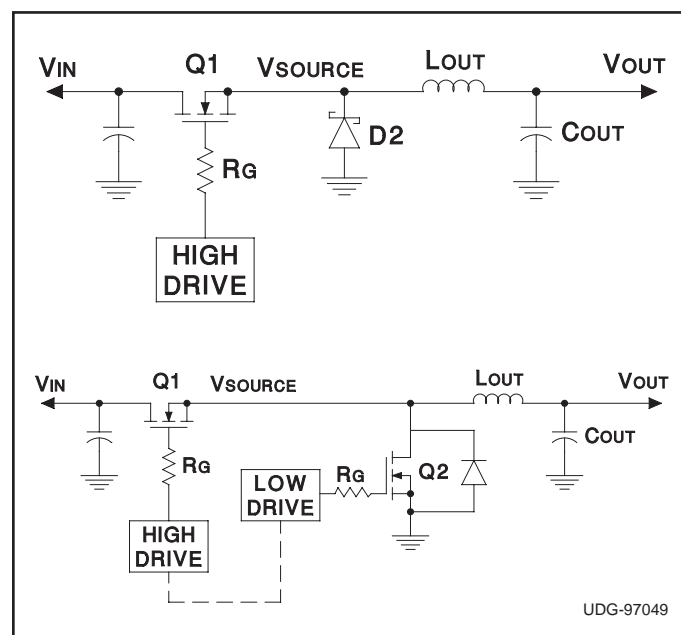 VIN
Q1
VSOURCE
LOUT
VOUT
D2
COUT
RG
HIGH
DRIVE
VIN
Q1
VSOURCE
LOUT
VOUT
COUT
RG
LOW
DRIVE
RG
Q2
HIGH
DRIVE
UDG-97049